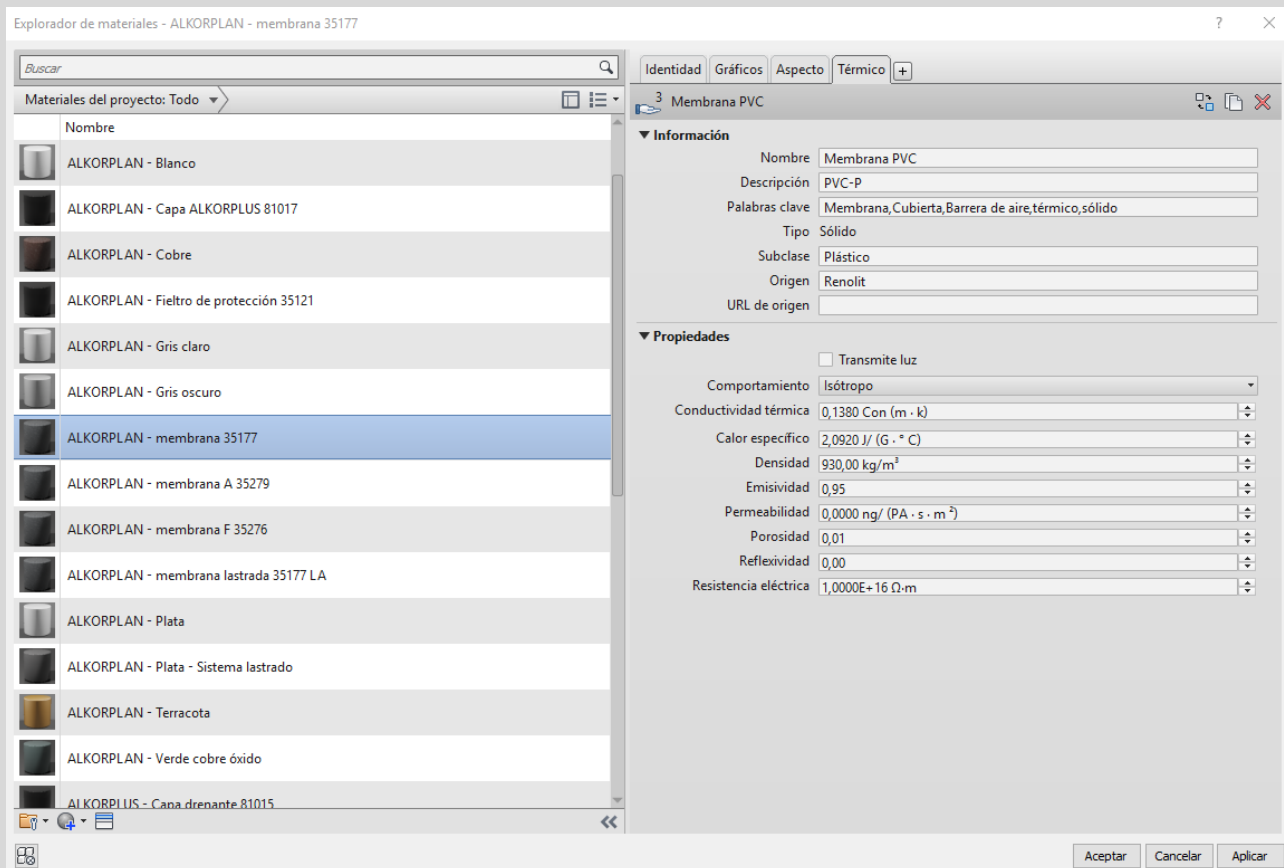 Explorador de materiales - ALKORPLAN - membrana 35177 ?
Buscar
Materiales del proyecto: Todo
Nombre
ALKORPLAN - Blanco
ALKORPLAN - Capa ALKORPLUS 81017
ALKORPLAN - Cobre
ALKORPLAN - Fieltro de protección 35121
ALKORPLAN - Gris claro
ALKORPLAN - Gris oscuro
ALKORPLAN - membrana 35177
ALKORPLAN - membrana A 35279
ALKORPLAN - membrana F 35276
ALKORPLAN - membrana lastrada 35177 LA
ALKORPLAN - Plata
ALKORPLAN - Plata - Sistema lastrado
ALKORPLAN - Terracota
ALKORPLAN - Verde cobre óxido
ALKORPLUS - Capa drenante 81015
Identidad Gráficos Aspecto Térmico +
3 Membrana PVC
Información
Nombre Membrana PVC
Descripción PVC-P
Palabras clave Membrana,Cubierta,Barrera de aire,térmico,sólido
Tipo Sólido
Subclase Plástico
Origen Renolit
URL de origen
Propiedades
Transmite luz
Comportamiento Isótropo
Conductividad térmica 0,1380 Con (m · k)
Calor específico 2,0920 J/ (G · ° C)
Densidad 930,00 kg/m³
Emisividad 0,95
Permeabilidad 0,0000 ng/ (PA · s · m ²)
Porosidad 0,01
Reflexividad 0,00
Resistencia eléctrica 1,0000E+16 Ω·m
Aceptar Cancelar Aplicar